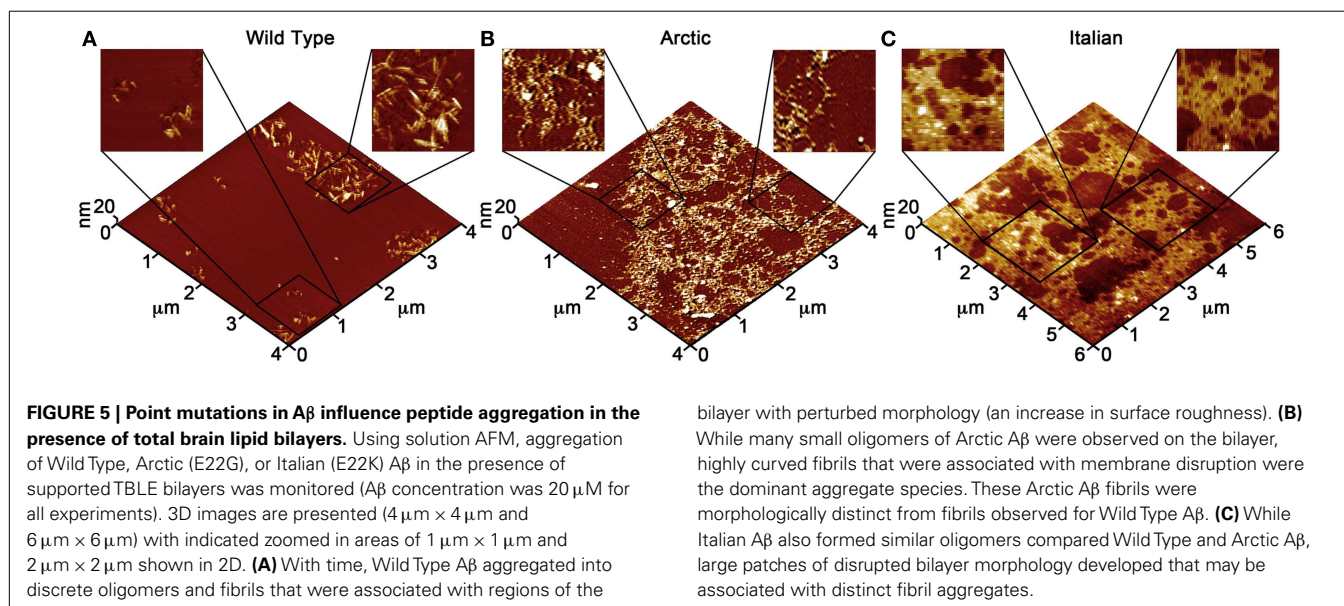 A
Wild Type
B
Arctic
C
Italian
nm
20
0
1
2
3
4
μm
0
1
2
3
4
μm
nm
20
0
1
2
3
4
μm
0
1
2
3
4
μm
nm
20
0
1
2
3
4
5
6
μm
0
1
2
3
4
5
6
μm
FIGURE 5 | Point mutations in Aβ influence peptide aggregation in the
presence of total brain lipid bilayers. Using solution AFM, aggregation
of Wild Type, Arctic (E22G), or Italian (E22K) Aβ in the presence of
supported TBLE bilayers was monitored (Aβ concentration was 20 μM for
all experiments). 3D images are presented (4 μm × 4 μm and
6 μm × 6 μm) with indicated zoomed in areas of 1 μm × 1 μm and
2 μm × 2 μm shown in 2D. (A) With time, Wild Type Aβ aggregated into
discrete oligomers and fibrils that were associated with regions of the
bilayer with perturbed morphology (an increase in surface roughness). (B)
While many small oligomers of Arctic Aβ were observed on the bilayer,
highly curved fibrils that were associated with membrane disruption were
the dominant aggregate species. These Arctic Aβ fibrils were
morphologically distinct from fibrils observed for Wild Type Aβ. (C) While
Italian Aβ also formed similar oligomers compared Wild Type and Arctic Aβ,
large patches of disrupted bilayer morphology developed that may be
associated with distinct fibril aggregates.